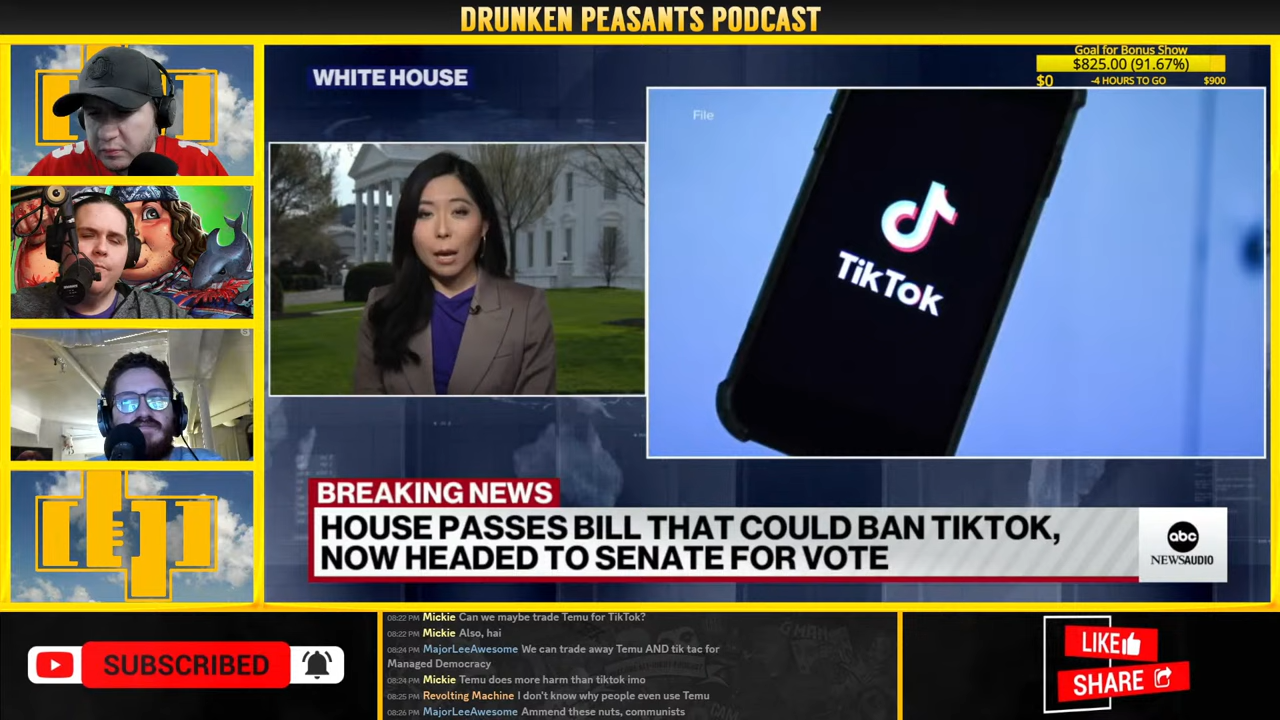 DRUNKEN PEASANTS PODCAST
WHITE HOUSE
Goal for Bonus Show
$825.00 (91.67%)
$0
-4 HOURS TO GO
$900
File
TikTok
BREAKING NEWS
HOUSE PASSES BILL THAT COULD BAN TIKTOK,
NOW HEADED TO SENATE FOR VOTE
abc
NEWSAUDIO
08:22 PM Mickie Can we maybe trade Temu for TikTok?
08:22 PM Mickie Also, hai
08:24 PM MajorLeeAwesome We can trade away Temu AND tik tac for
Managed Democracy
08:24 PM Mickie Temu does more harm than tiktok imo
08:25 PM Revolting Machine I don't know why people even use Temu
08:26 PM MajorLeeAwesome Ammend these nuts, communists
SUBSCRIBED
LIKE
SHARE